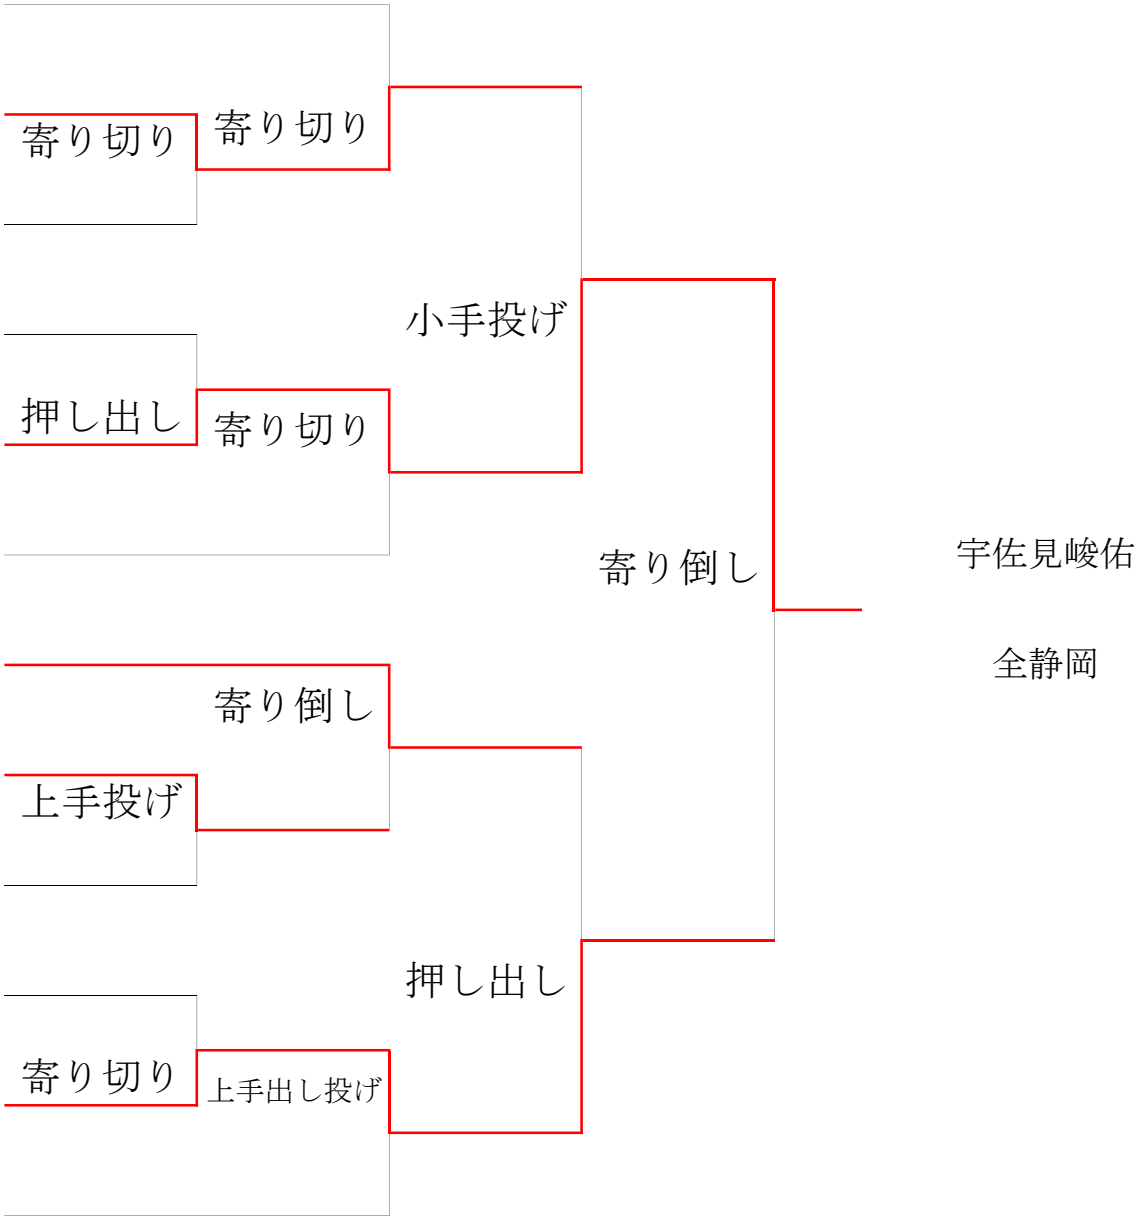 寄り切り
寄り切り
小手投げ
押し出し
寄り切り
寄り倒し
宇佐見峻佑
全静岡
寄り倒し
上手投げ
押し出し
寄り切り
上手出し投げ